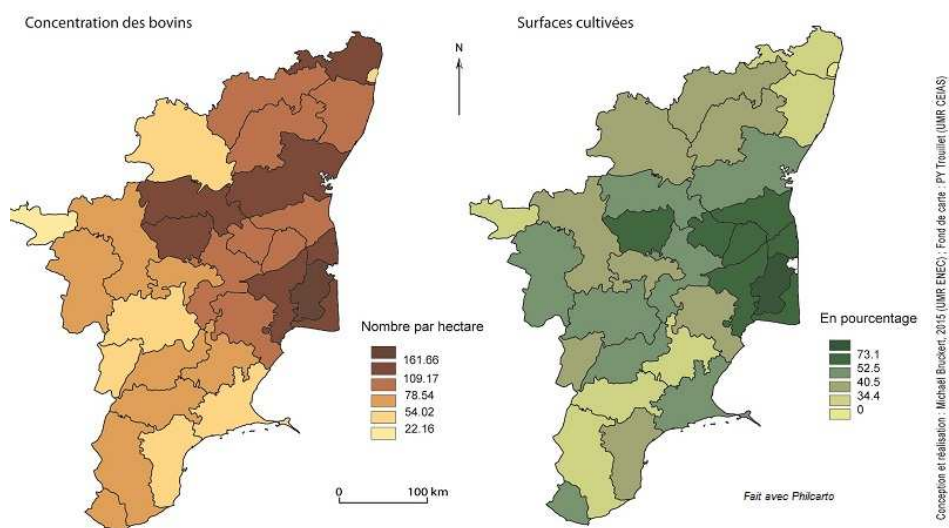 Concentration des bovins
Surfaces cultivées
N
Nombre par hectare
161.66
109.17
78.54
54.02
22.16
En pourcentage
73.1
52.5
40.5
34.4
0
0 100 km
Fait avec Philcarto
Conception et réalisation : Michaël Bruckert, 2015 (UMR ENEC) ; Fond de carte : PY Trouillet (UMR CEIAS)